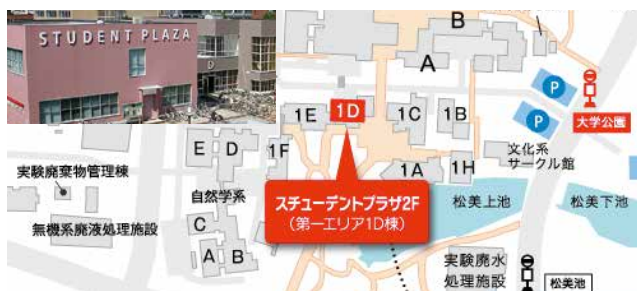 STUDENT PLAZA
B
A
P
P
大学公園
1E
1D
1C
1B
文化系
サークル館
E
D
1F
1A
1H
実験廃棄物管理棟
自然学系
スチューデントプラザ2F
(第一エリア1D棟)
松美上池
松美下池
無機系廃液処理施設
C
A
B
実験廃水
処理施設
松美池